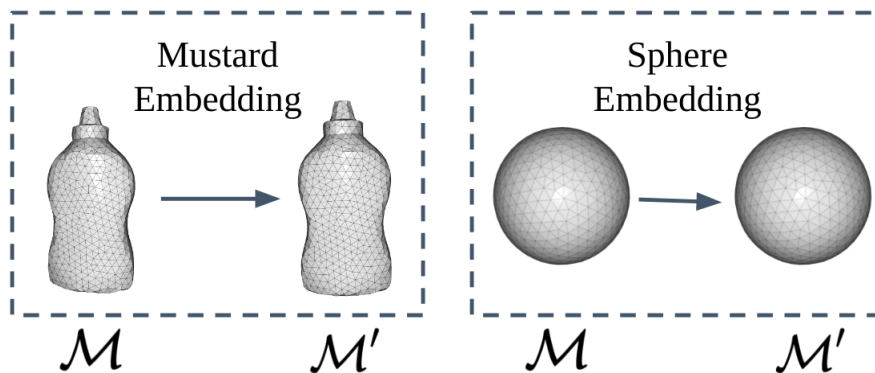 Mustard
Embedding
Sphere
Embedding
ℳ ℳ′ ℳ ℳ′